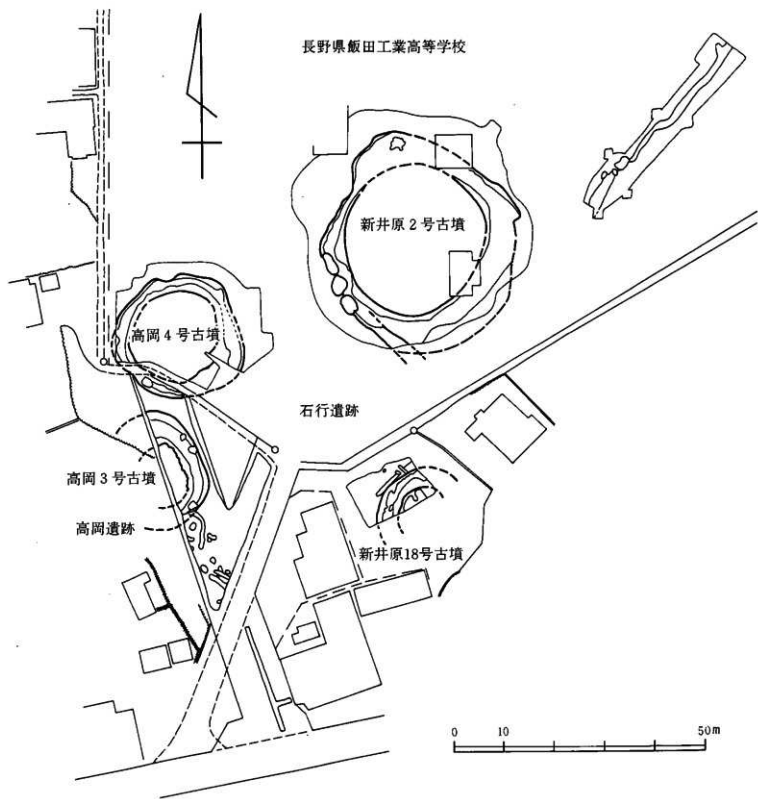 長野県飯田工業高等学校
新井原2号古墳
高岡4号古墳
石行遺跡
高岡3号古墳
高岡遺跡
新井原18号古墳
0 10 50m